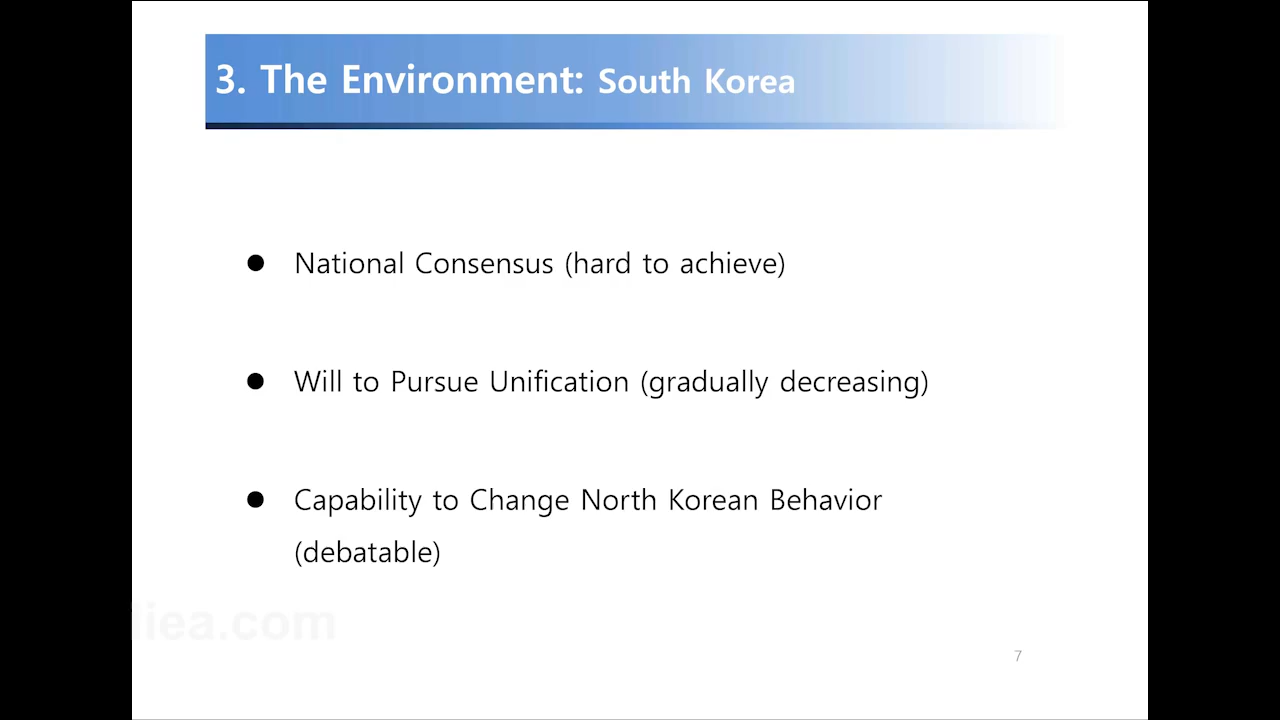 3. The Environment: South Korea
● National Consensus (hard to achieve)
● Will to Pursue Unification (gradually decreasing)
● Capability to Change North Korean Behavior
(debatable)
iea.com
7